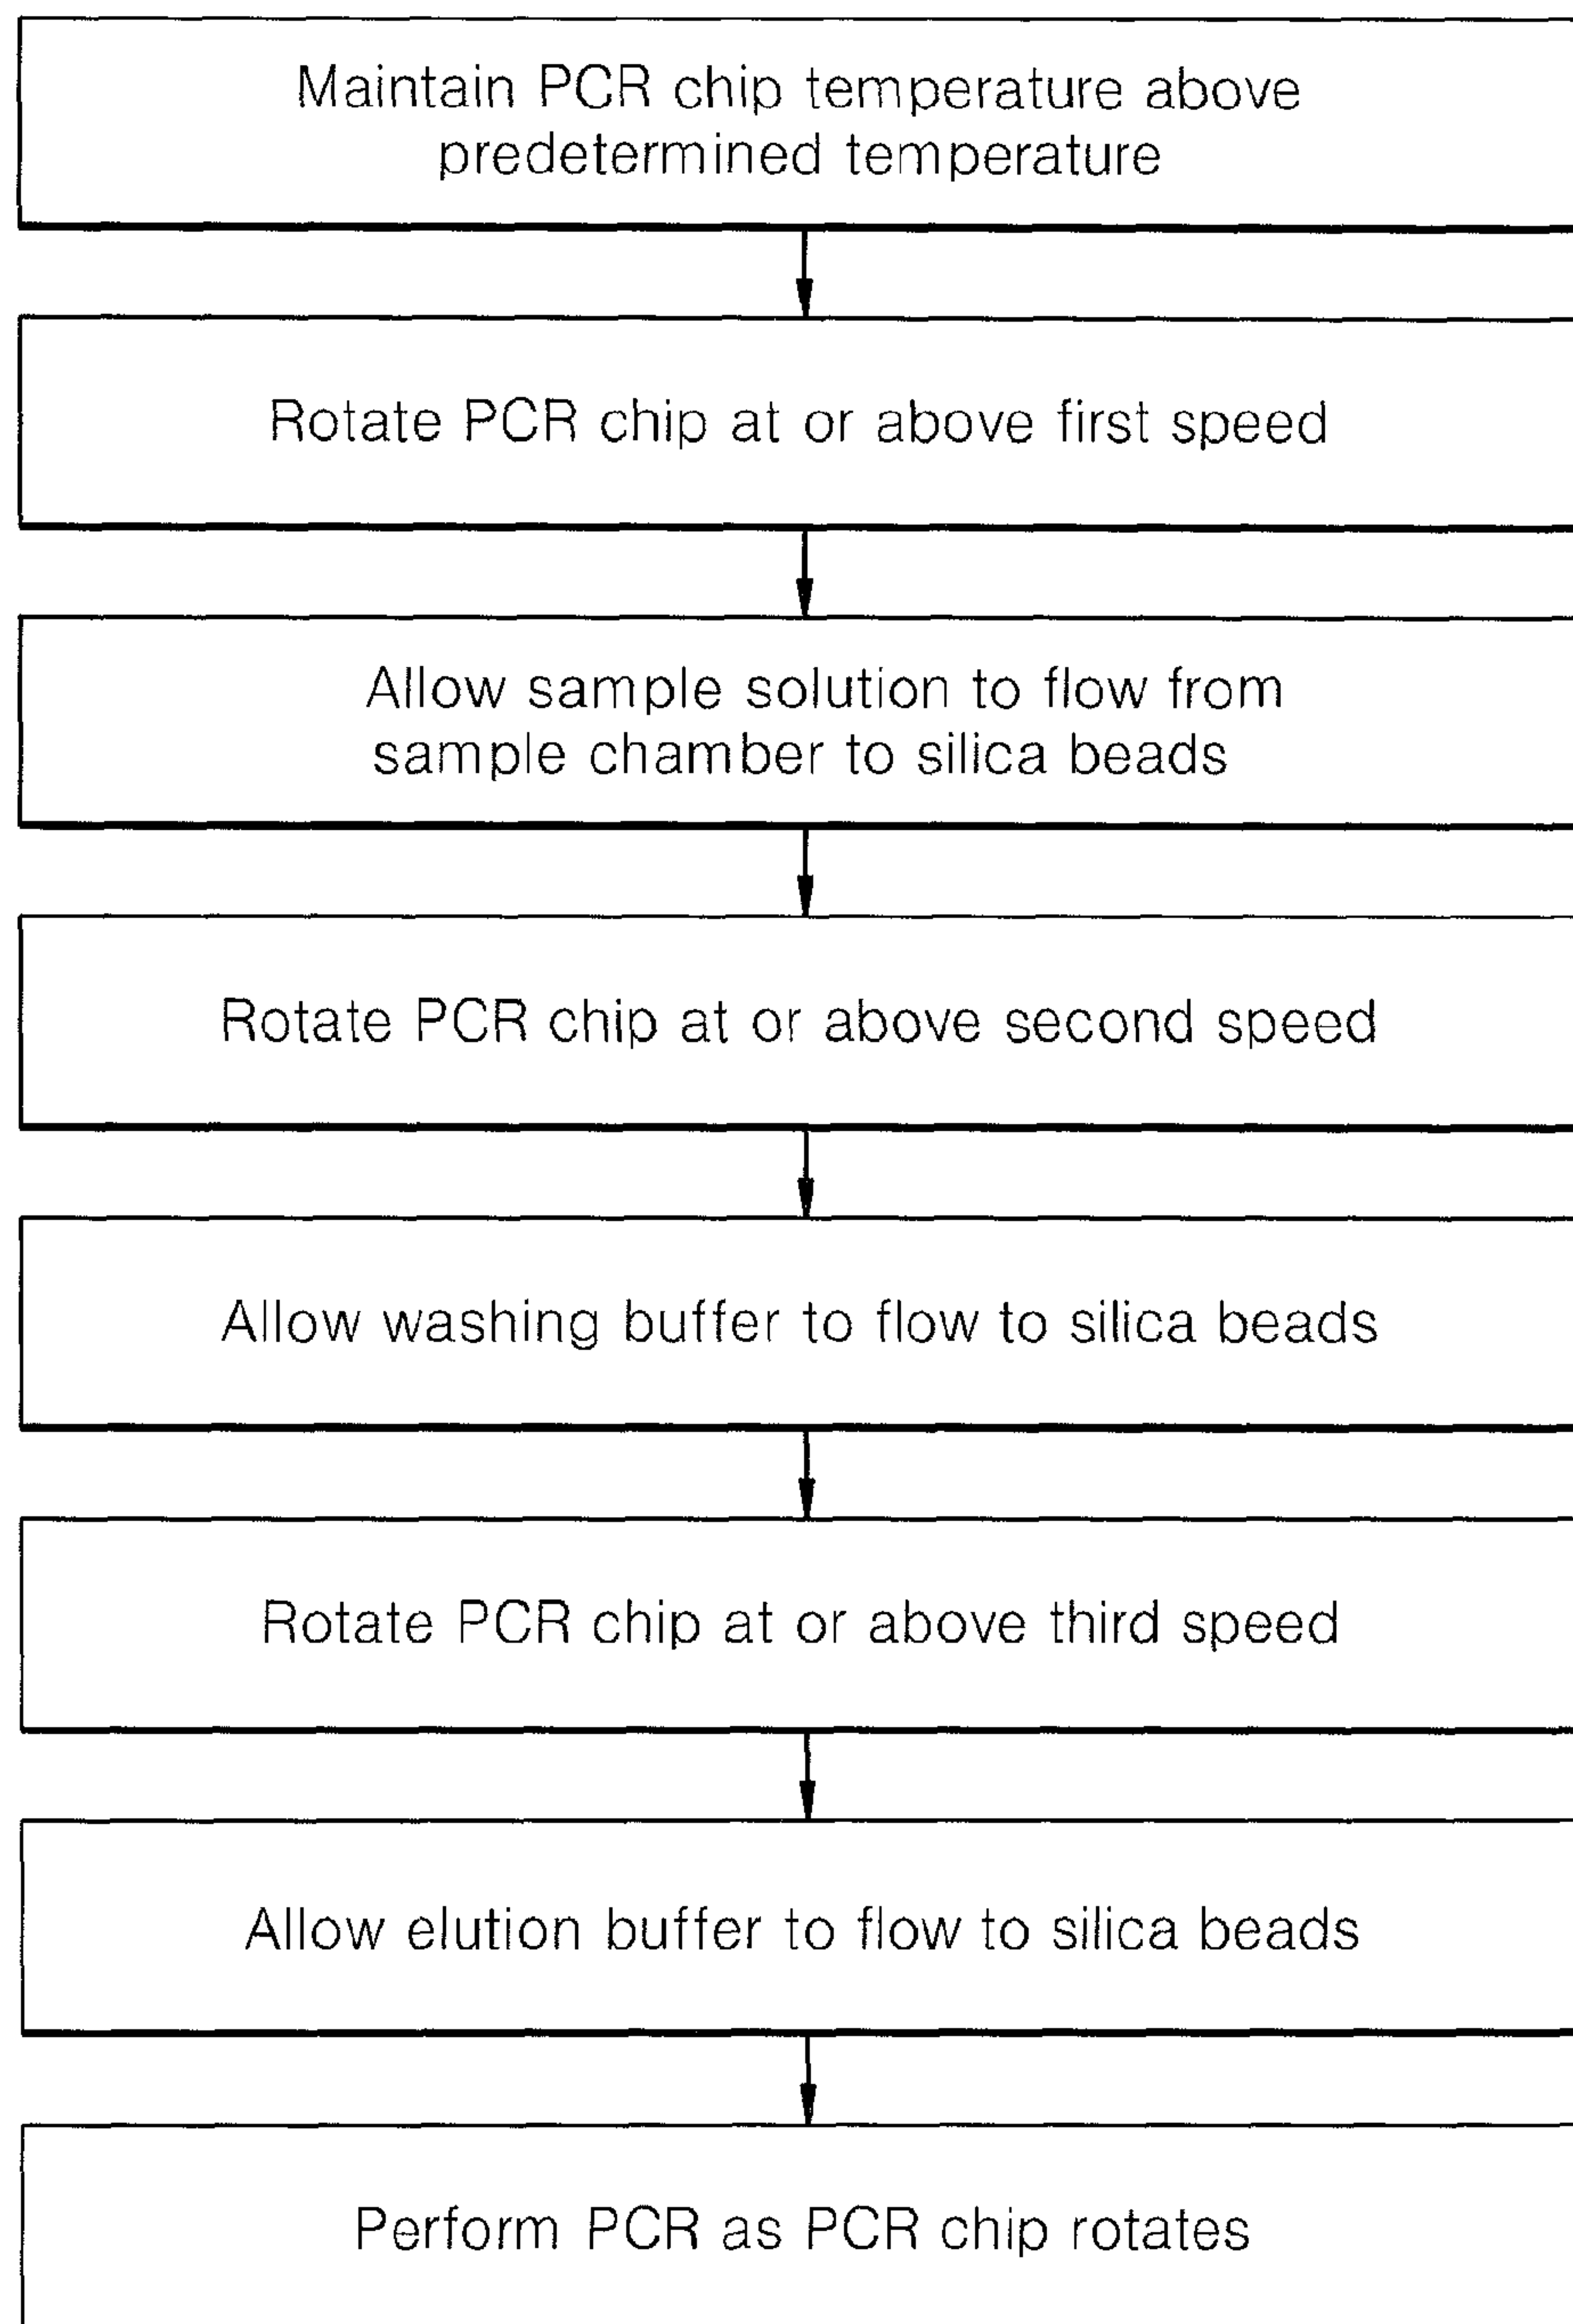 Maintain PCR chip temperature above
predetermined temperature
Rotate PCR chip at or above first speed
Allow sample solution to flow from
sample chamber to silica beads
Rotate PCR chip at or above second speed
Allow washing buffer to flow to silica beads
Rotate PCR chip at or above third speed
Allow elution buffer to flow to silica beads
Perform PCR as PCR chip rotates